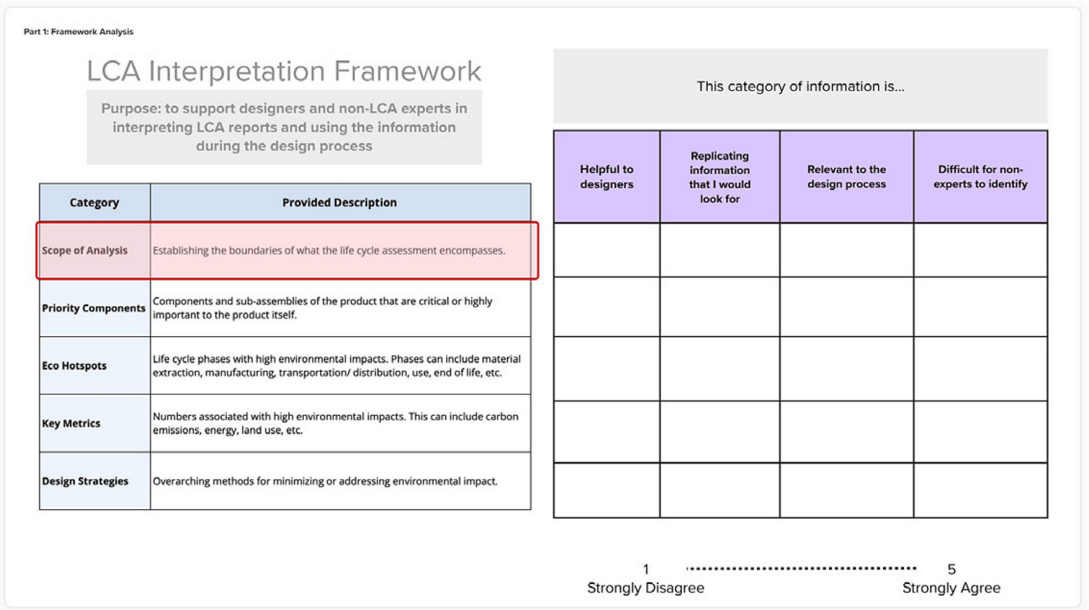 Part 1: Framework Analysis
LCA Interpretation Framework
Purpose: to support designers and non-LCA experts in
interpreting LCA reports and using the information
during the design process
Category
Provided Description
Scope of Analysis
Establishing the boundaries of what the life cycle assessment encompasses.
Priority Components
Components and sub-assemblies of the product that are critical or highly
important to the product itself.
Eco Hotspots
Life cycle phases with high environmental impacts. Phases can include material
extraction, manufacturing, transportation/ distribution, use, end of life, etc.
Key Metrics
Numbers associated with high environmental impacts. This can include carbon
emissions, energy, land use, etc.
Design Strategies
Overarching methods for minimizing or addressing environmental impact.
This category of information is...
Helpful to
designers
Replicating
information
that I would
look for
Relevant to the
design process
Difficult for non-
experts to identify
1
5
Strongly Disagree
Strongly Agree